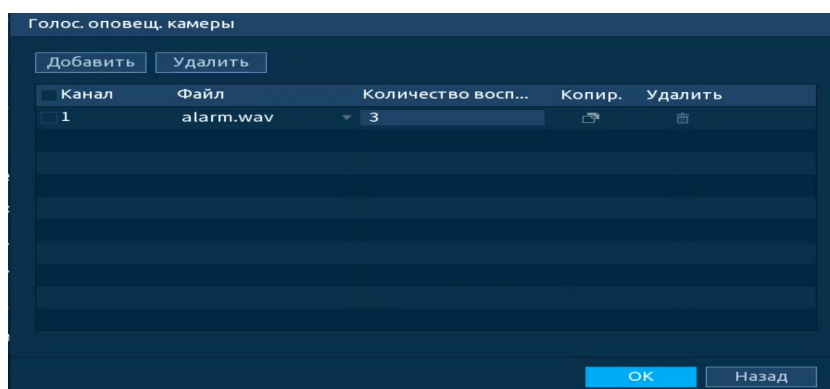 Голос. оповещ. камеры
Добавить Удалить
Канал Файл Количество восп... Копир. Удалить
1 alarm.wav 3
OK Назад